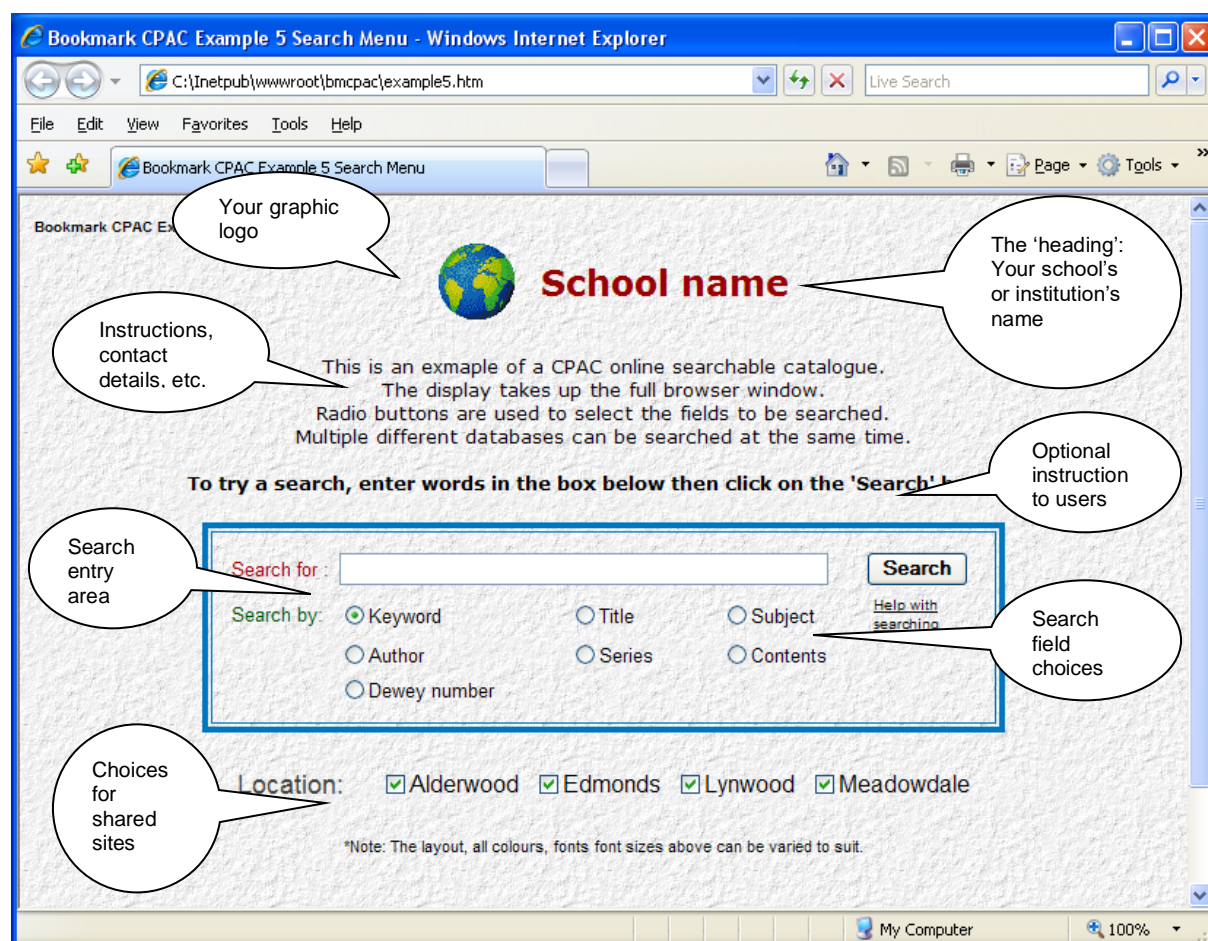 Bookmark CPAC Example 5 Search Menu - Windows Internet Explorer
C:\Inetpub\wwwroot\bmcpac\example5.htm
Live Search
File Edit View Favorites Tools Help
Bookmark CPAC Example 5 Search Menu
Page Tools
Bookmark CPAC
Your graphic
logo
School name
The ‘heading’:
Your school’s
or institution’s
name
Instructions,
contact
details, etc.
This is an exmaple of a CPAC online searchable catalogue.
The display takes up the full browser window.
Radio buttons are used to select the fields to be searched.
Multiple different databases can be searched at the same time.
To try a search, enter words in the box below then click on the 'Search'
Optional
instruction
to users
Search
entry
area
Search for :
Search
Search by: Keyword Title Subject
Help with
searching
Author Series Contents
Dewey number
Search
field
choices
Choices
for
shared
sites
Location: Alderwood Edmonds Lynwood Meadowdale
*Note: The layout, all colours, fonts font sizes above can be varied to suit.
My Computer 100%